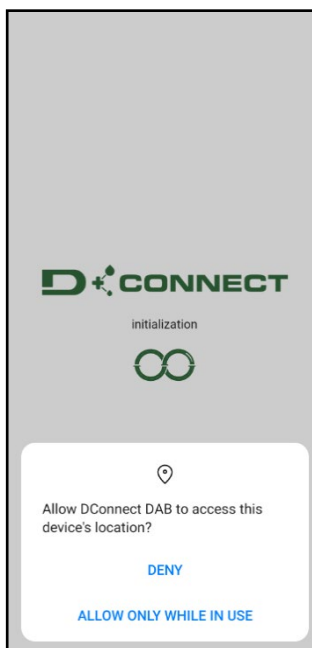 D CONNECT
initialization
Allow DConnect DAB to access this
device's location?
DENY
ALLOW ONLY WHILE IN USE